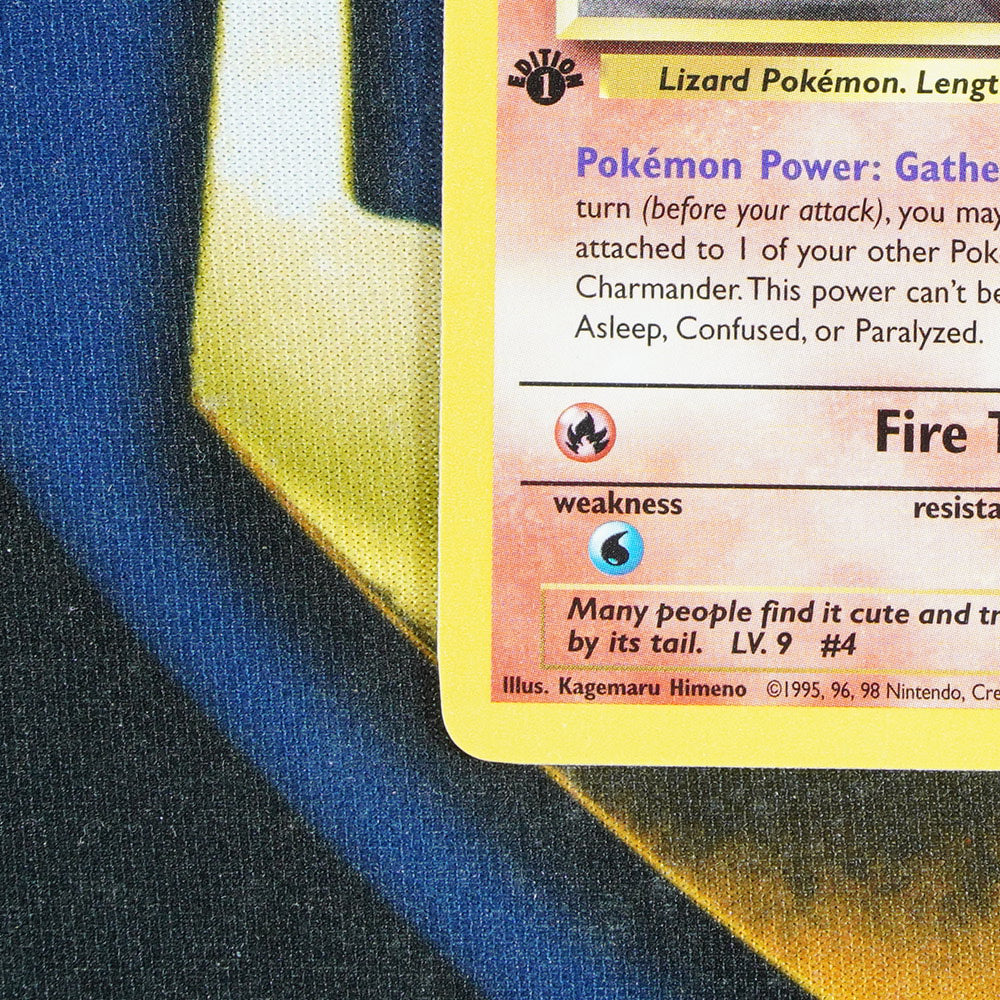 EDITION
1
Lizard Pokémon. Lengt
Pokémon Power: Gathe
turn (before your attack), you may
attached to 1 of your other Pok
Charmander. This power can't be
Asleep, Confused, or Paralyzed.
Fire T
weakness
resista
Many people find it cute and tr
by its tail. LV. 9 #4
Illus. Kagemaru Himeno ©1995, 96, 98 Nintendo, Cre